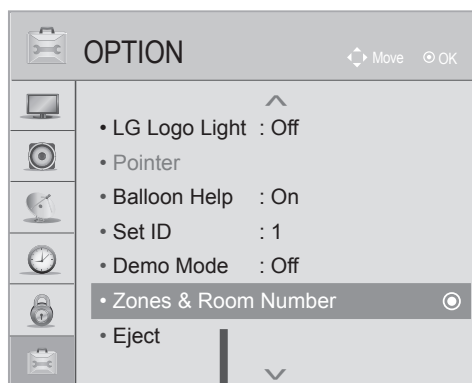 OPTION Move OK
• LG Logo Light : Off
• Pointer
• Balloon Help : On
• Set ID : 1
• Demo Mode : Off
• Zones & Room Number
• Eject